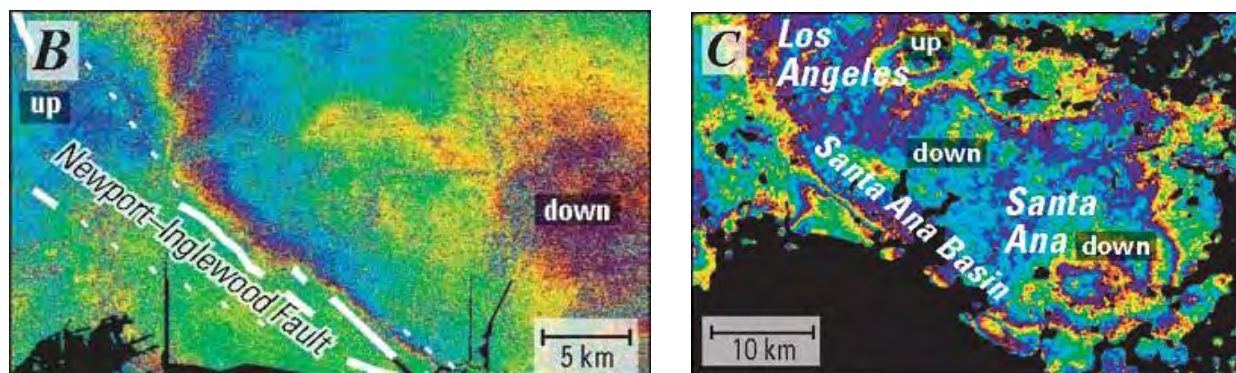 B
up
Newport–Inglewood Fault
down
5 km
C
Los
Angeles
up
down
Santa Ana Basin
Santa
Ana
down
10 km